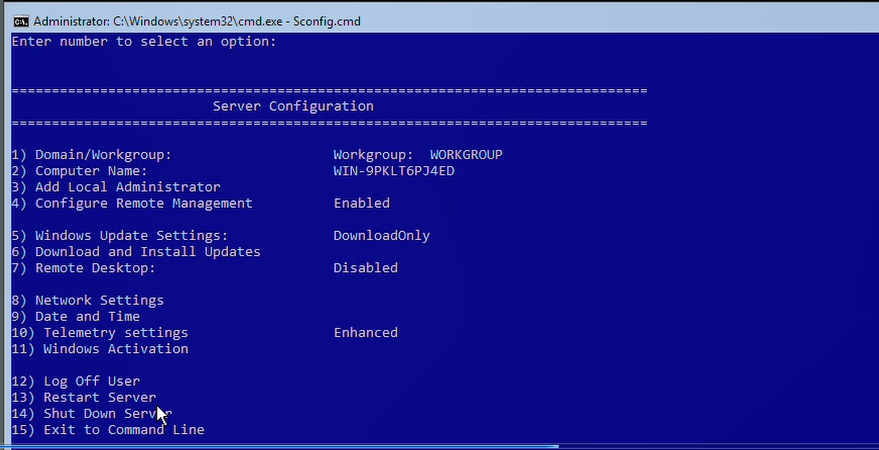 Administrator: C:\Windows\system32\cmd.exe - Sconfig.cmd
Enter number to select an option:
===============================================================================
Server Configuration
===============================================================================
1) Domain/Workgroup: Workgroup: WORKGROUP
2) Computer Name: WIN-9PKLT6PJ4ED
3) Add Local Administrator
4) Configure Remote Management Enabled
5) Windows Update Settings: DownloadOnly
6) Download and Install Updates
7) Remote Desktop: Disabled
8) Network Settings
9) Date and Time
10) Telemetry settings Enhanced
11) Windows Activation
12) Log Off User
13) Restart Server
14) Shut Down Server
15) Exit to Command Line